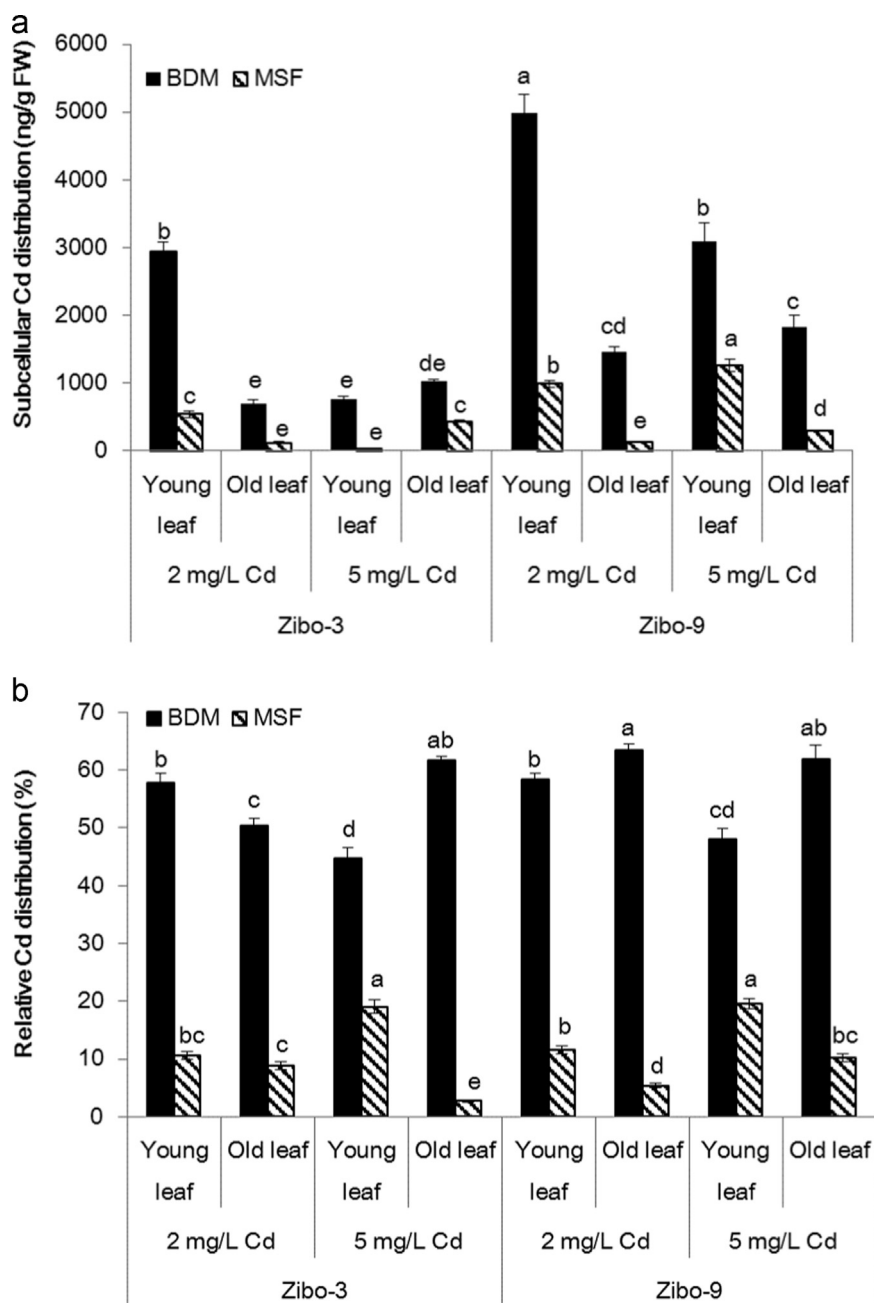 a
Subcellular Cd distribution (ng/g FW)
6000
5000
4000
3000
2000
1000
0
BDM MSF
b c e e e e de c a b cd e b a c d
Young leaf Old leaf Young leaf Old leaf Young leaf Old leaf Young leaf Old leaf
2 mg/L Cd 5 mg/L Cd 2 mg/L Cd 5 mg/L Cd
Zibo-3 Zibo-9
b
Relative Cd distribution (%)
70
60
50
40
30
20
10
0
BDM MSF
b bc c c d a ab e b b a d cd a ab bc
Young leaf Old leaf Young leaf Old leaf Young leaf Old leaf Young leaf Old leaf
2 mg/L Cd 5 mg/L Cd 2 mg/L Cd 5 mg/L Cd
Zibo-3 Zibo-9